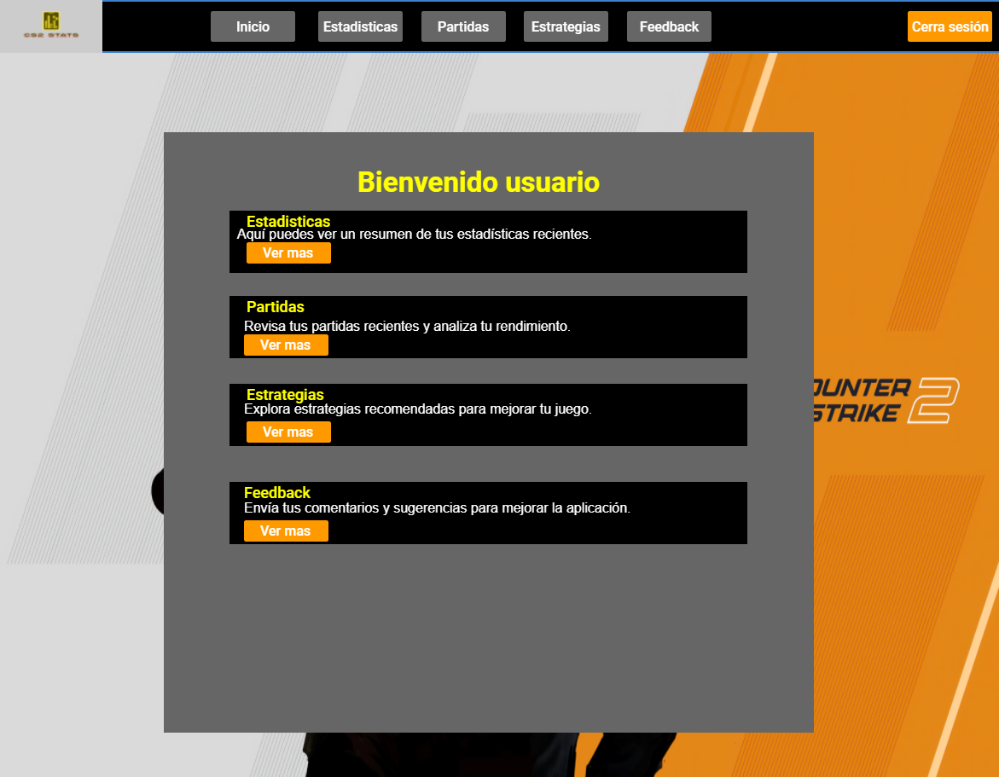 CS2 STATS
Inicio
Estadisticas
Partidas
Estrategias
Feedback
Cerra sesión
Bienvenido usuario
Estadisticas
Aquí puedes ver un resumen de tus estadísticas recientes.
Ver mas
Partidas
Revisa tus partidas recientes y analiza tu rendimiento.
Ver mas
Estrategias
Explora estrategias recomendadas para mejorar tu juego.
Ver mas
OUNTER
STRIKE 2
Feedback
Envía tus comentarios y sugerencias para mejorar la aplicación.
Ver mas